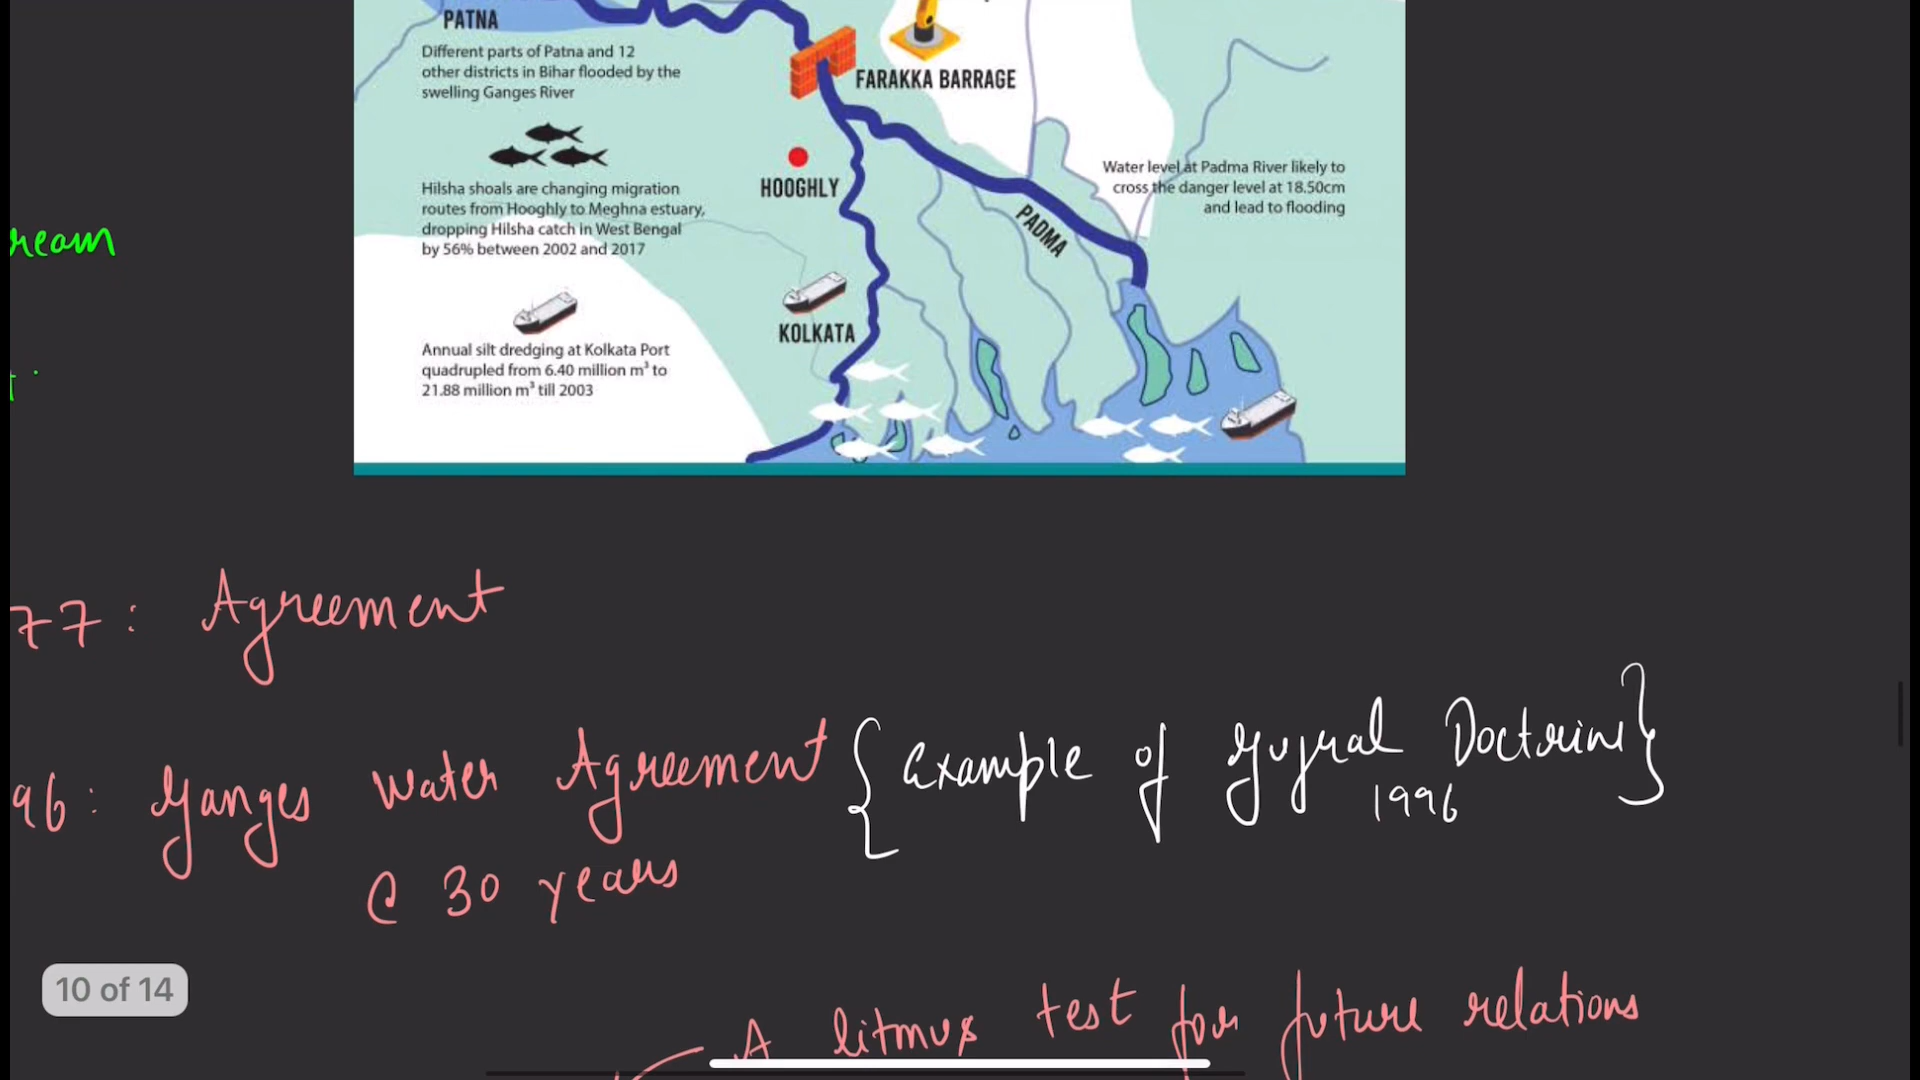 PATNA
Different parts of Patna and 12
other districts in Bihar flooded by the
swelling Ganges River
FARAKKA BARRAGE
Hilsha shoals are changing migration
routes from Hooghly to Meghna estuary,
dropping Hilsha catch in West Bengal
by 56% between 2002 and 2017
HOOGHLY
Water level at Padma River likely to
cross the danger level at 18.50cm
and lead to flooding
PADMA
ream
KOLKATA
Annual silt dredging at Kolkata Port
quadrupled from 6.40 million m³ to
21.88 million m³ till 2003
77: Agreement
96: Ganges Water Agreement {Example of Gujral Doctrine}
1996
@ 30 years
10 of 14
A litmus test for future relations